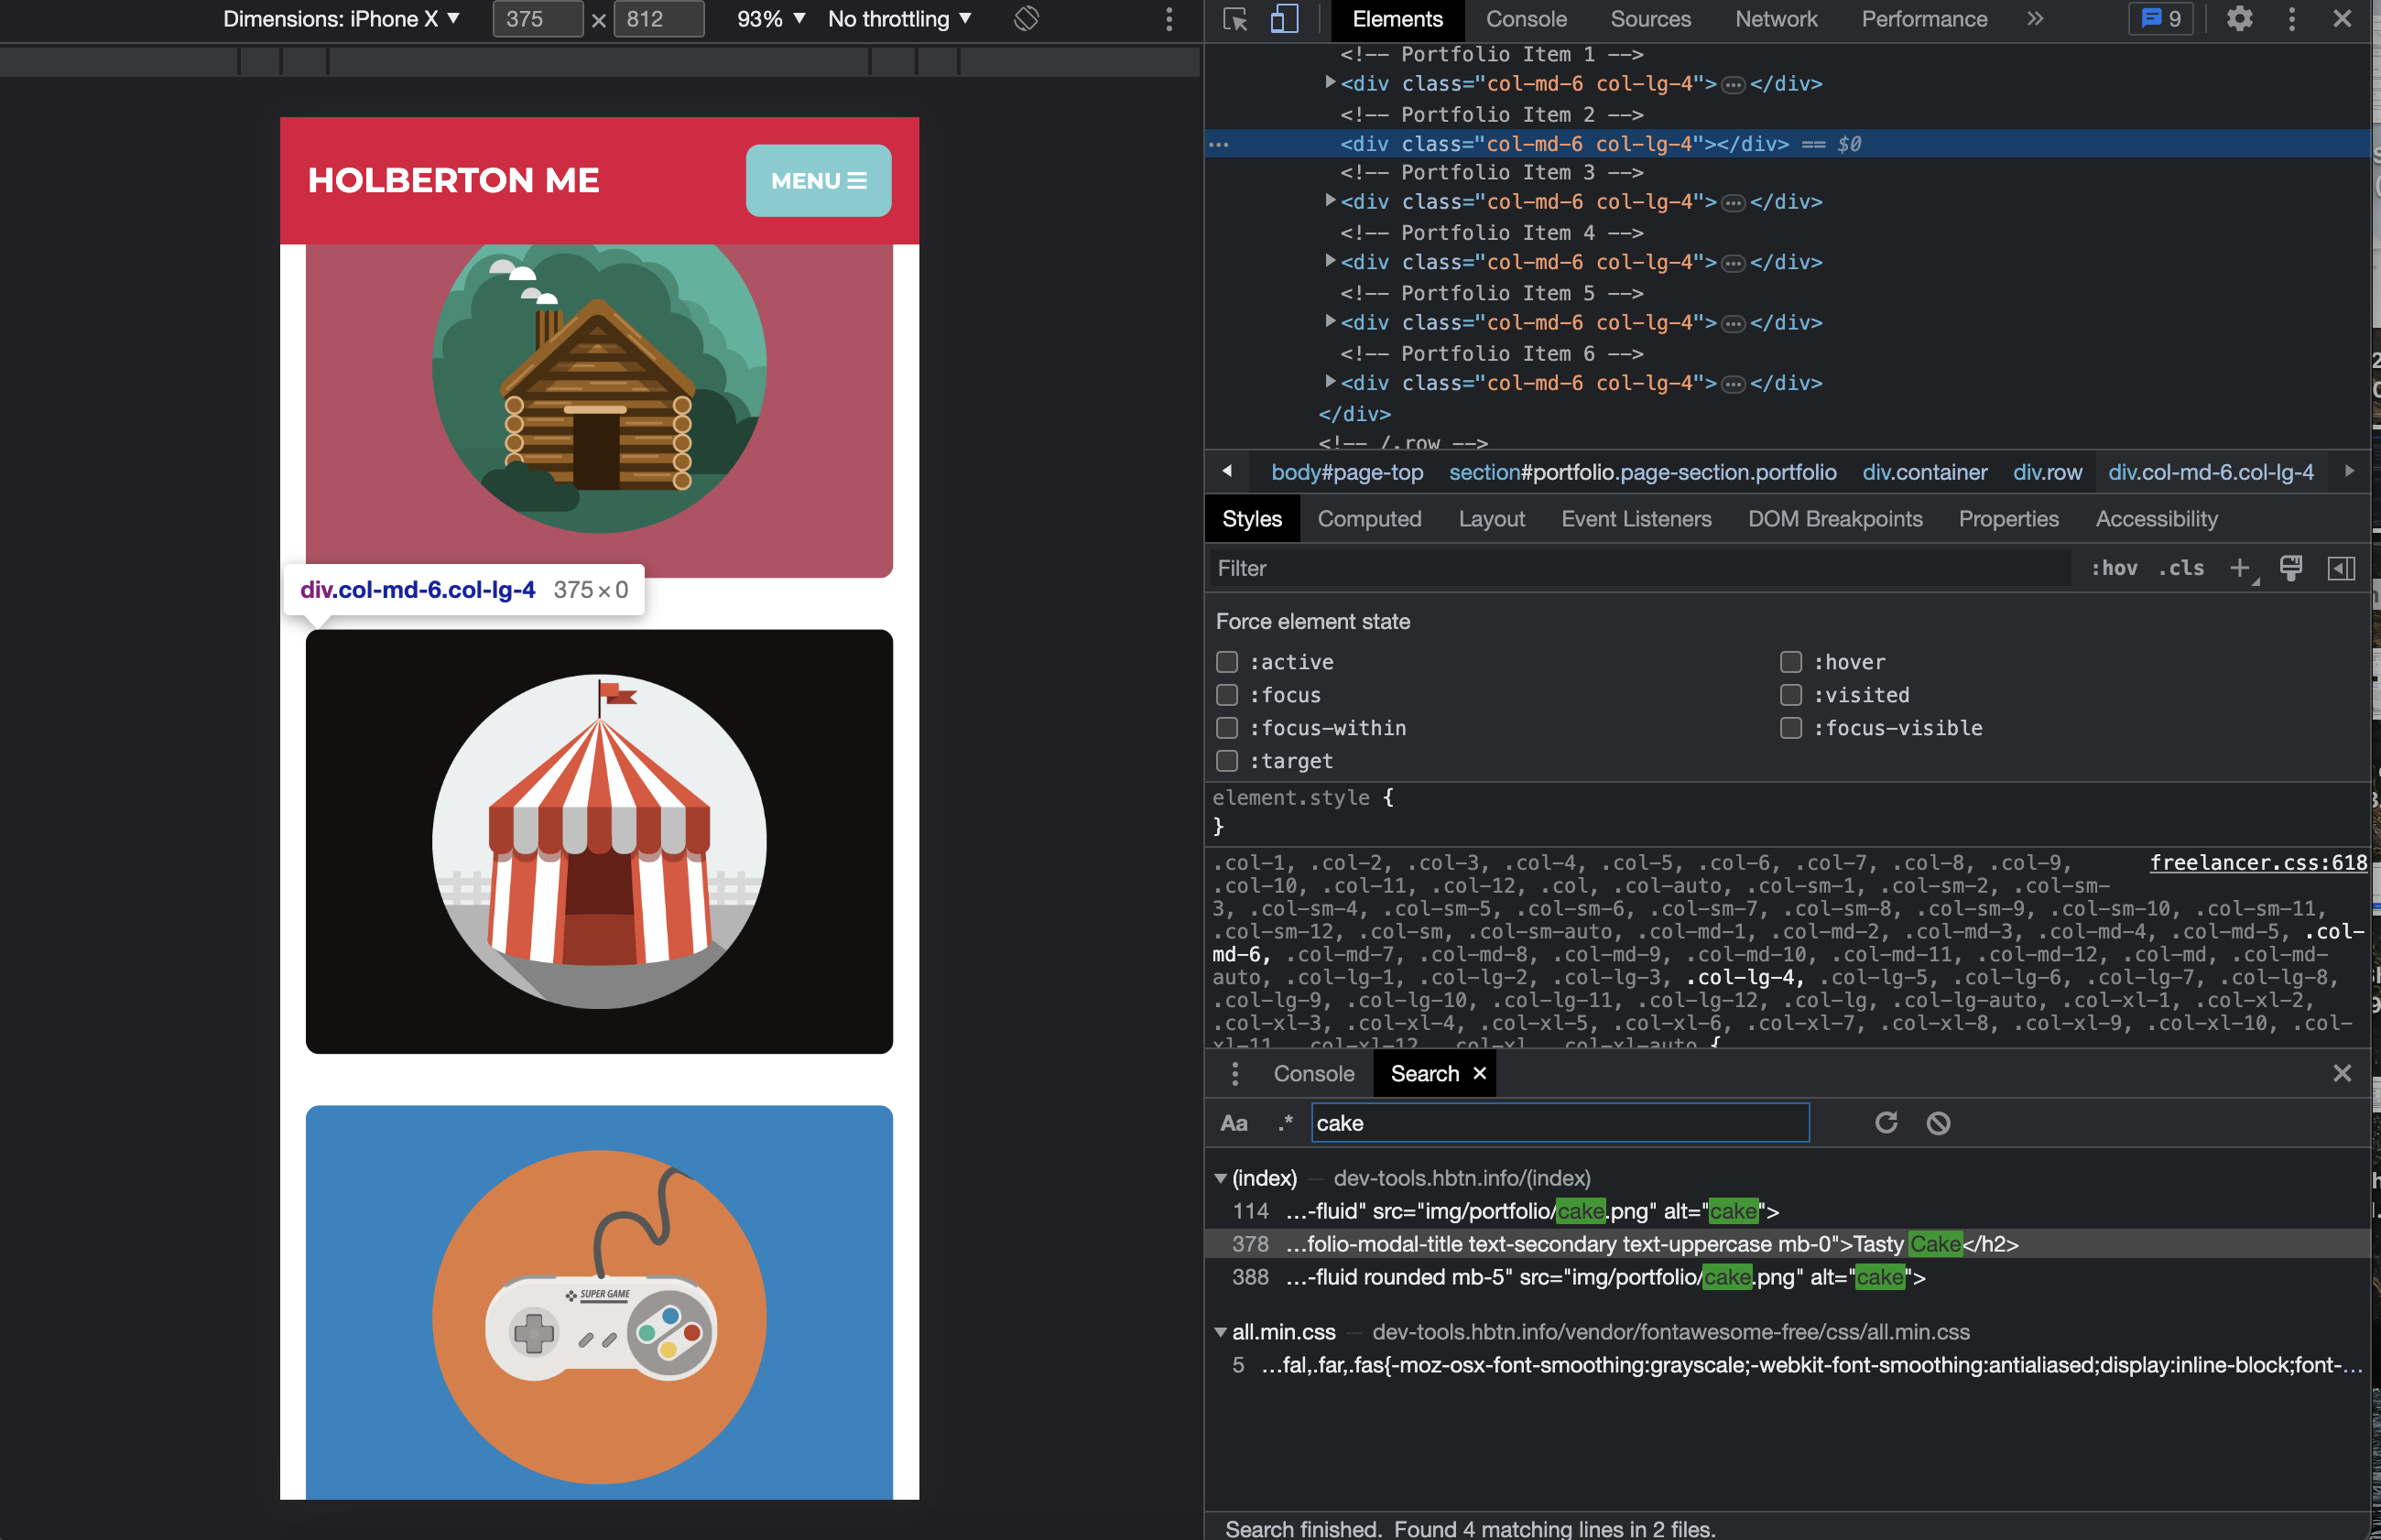 Dimensions: iPhone X ▼ 375 × 812 93% ▼ No throttling ▼
HOLBERTON ME
MENU
div.col-md-6.col-lg-4 375 × 0
SUPER GAME
Elements Console Sources Network Performance » 9
<!-- Portfolio Item 1 -->
▶<div class="col-md-6 col-lg-4">…</div>
<!-- Portfolio Item 2 -->
… <div class="col-md-6 col-lg-4"></div> == $0
<!-- Portfolio Item 3 -->
▶<div class="col-md-6 col-lg-4">…</div>
<!-- Portfolio Item 4 -->
▶<div class="col-md-6 col-lg-4">…</div>
<!-- Portfolio Item 5 -->
▶<div class="col-md-6 col-lg-4">…</div>
<!-- Portfolio Item 6 -->
▶<div class="col-md-6 col-lg-4">…</div>
</div>
<!-- /.row -->
body#page-top section#portfolio.page-section.portfolio div.container div.row div.col-md-6.col-lg-4
Styles Computed Layout Event Listeners DOM Breakpoints Properties Accessibility
Filter :hov .cls +
Force element state
:active :hover
:focus :visited
:focus-within :focus-visible
:target
element.style {
}
.col-1, .col-2, .col-3, .col-4, .col-5, .col-6, .col-7, .col-8, .col-9, freelancer.css:618
.col-10, .col-11, .col-12, .col, .col-auto, .col-sm-1, .col-sm-2, .col-sm-
3, .col-sm-4, .col-sm-5, .col-sm-6, .col-sm-7, .col-sm-8, .col-sm-9, .col-sm-10, .col-sm-11,
.col-sm-12, .col-sm, .col-sm-auto, .col-md-1, .col-md-2, .col-md-3, .col-md-4, .col-md-5, .col-
md-6, .col-md-7, .col-md-8, .col-md-9, .col-md-10, .col-md-11, .col-md-12, .col-md, .col-md-
auto, .col-lg-1, .col-lg-2, .col-lg-3, .col-lg-4, .col-lg-5, .col-lg-6, .col-lg-7, .col-lg-8,
.col-lg-9, .col-lg-10, .col-lg-11, .col-lg-12, .col-lg, .col-lg-auto, .col-xl-1, .col-xl-2,
.col-xl-3, .col-xl-4, .col-xl-5, .col-xl-6, .col-xl-7, .col-xl-8, .col-xl-9, .col-xl-10, .col-
xl-11, .col-xl-12, .col-xl, .col-xl-auto {
Console Search ×
Aa .* cake
▼ (index) — dev-tools.hbtn.info/(index)
114 …-fluid" src="img/portfolio/cake.png" alt="cake">
378 …folio-modal-title text-secondary text-uppercase mb-0">Tasty Cake</h2>
388 …-fluid rounded mb-5" src="img/portfolio/cake.png" alt="cake">
▼ all.min.css — dev-tools.hbtn.info/vendor/fontawesome-free/css/all.min.css
5 …fal,.far,.fas{-moz-osx-font-smoothing:grayscale;-webkit-font-smoothing:antialiased;display:inline-block;font-…
Search finished. Found 4 matching lines in 2 files.